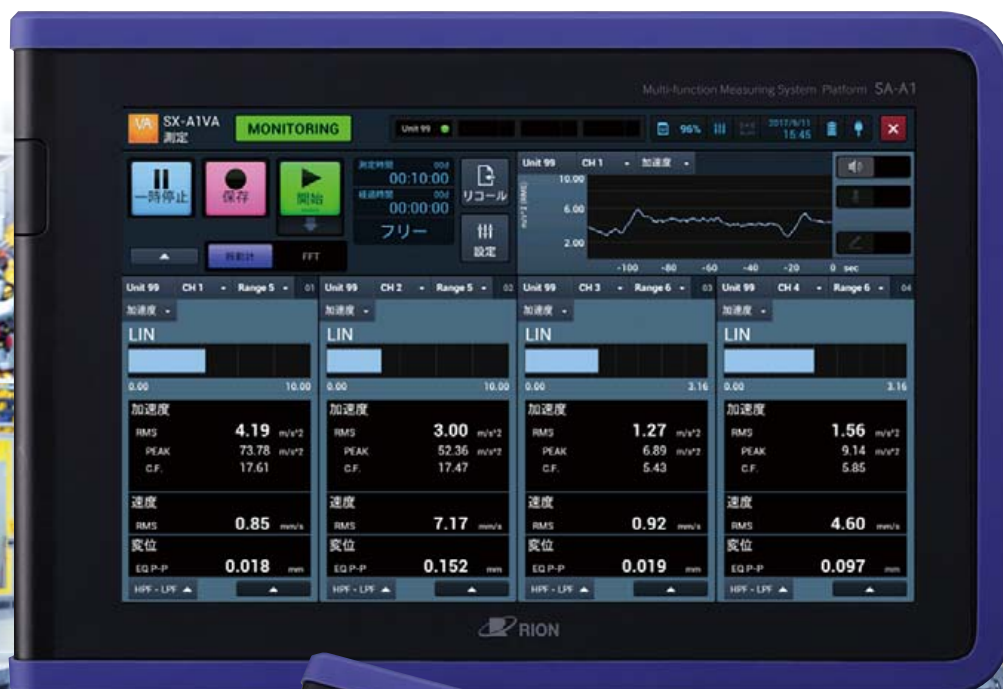 Multi-function Measuring System Platform SA-A1
VA SX-A1VA
測定
MONITORING
Unit 99
96%
2017/9/11
15:45
一時停止
保存
開始
測定時間 00d
00:10:00
経過時間 00d
00:00:00
フリー
リコール
設定
振動計 FFT
Unit 99 CH 1 加速度
m/s^2 (RMS)
10.00
6.00
2.00
-100 -80 -60 -40 -20 0 sec
Unit 99 CH 1 Range 5 01
加速度
LIN
0.00 10.00
加速度
RMS 4.19 m/s^2
PEAK 73.78 m/s^2
C.F. 17.61
速度
RMS 0.85 mm/s
変位
EQ P-P 0.018 mm
HPF - LPF
Unit 99 CH 2 Range 5 02
加速度
LIN
0.00 10.00
加速度
RMS 3.00 m/s^2
PEAK 52.36 m/s^2
C.F. 17.47
速度
RMS 7.17 mm/s
変位
EQ P-P 0.152 mm
HPF - LPF
Unit 99 CH 3 Range 6 03
加速度
LIN
0.00 3.16
加速度
RMS 1.27 m/s^2
PEAK 6.89 m/s^2
C.F. 5.43
速度
RMS 0.92 mm/s
変位
EQ P-P 0.019 mm
HPF - LPF
Unit 99 CH 4 Range 6 04
加速度
LIN
0.00 3.16
加速度
RMS 1.56 m/s^2
PEAK 9.14 m/s^2
C.F. 5.85
速度
RMS 4.60 mm/s
変位
EQ P-P 0.097 mm
HPF - LPF
RION